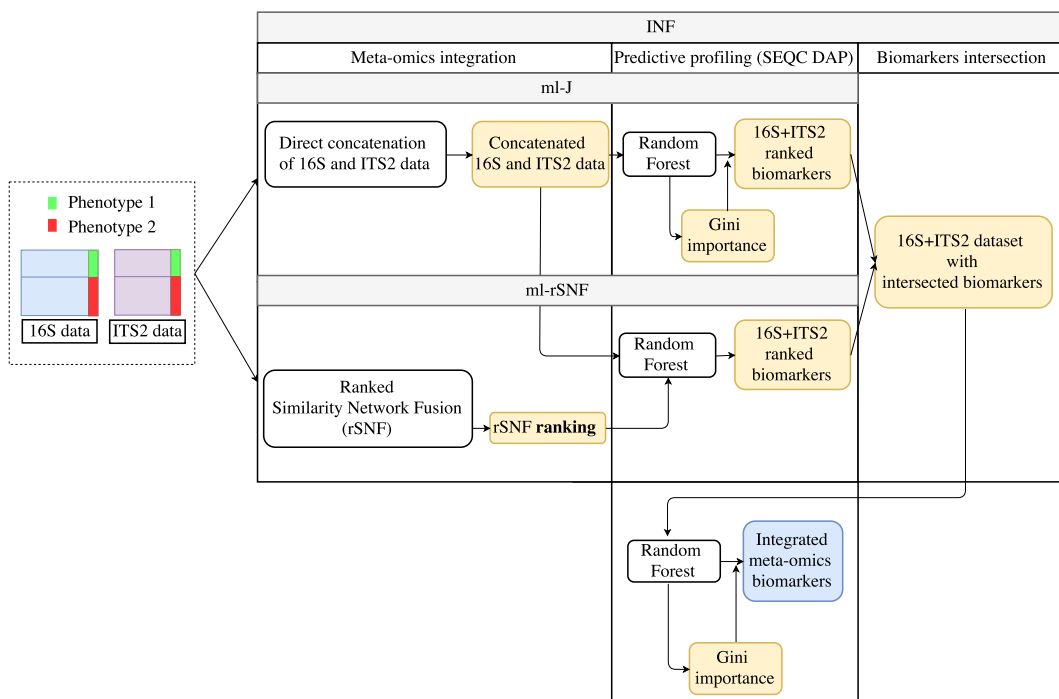 INF
Meta-omics integration
Predictive profiling (SEQC DAP)
Biomarkers intersection
ml-J
Direct concatenation
of 16S and ITS2 data
Concatenated
16S and ITS2 data
Random
Forest
16S+ITS2
ranked
biomarkers
Gini
importance
Phenotype 1
Phenotype 2
16S data
ITS2 data
16S+ITS2 dataset
with
intersected biomarkers
ml-rSNF
Ranked
Similarity Network Fusion
(rSNF)
rSNF ranking
Random
Forest
16S+ITS2
ranked
biomarkers
Random
Forest
Integrated
meta-omics
biomarkers
Gini
importance